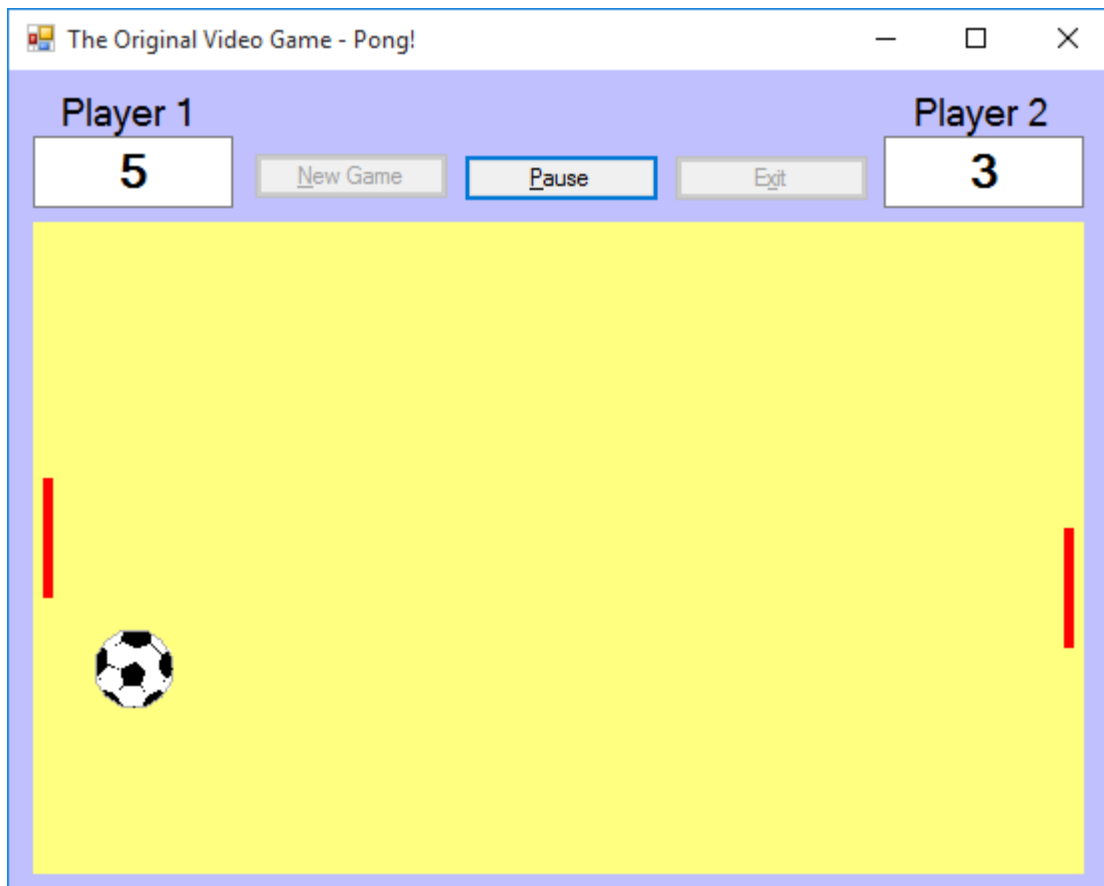 The Original Video Game - Pong!
Player 1
Player 2
5
New Game
Pause
Exit
3